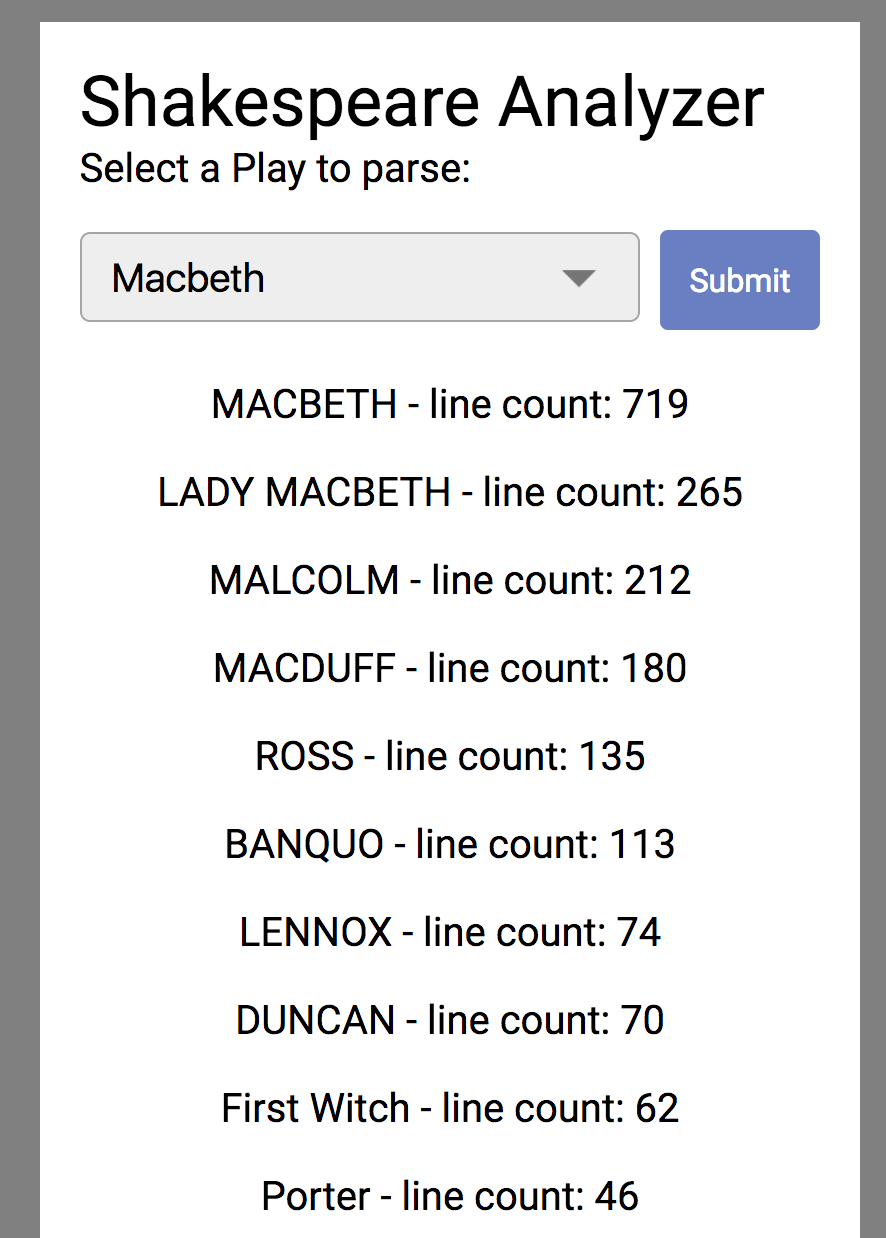 Shakespeare Analyzer
Select a Play to parse:
Macbeth
Submit
MACBETH - line count: 719
LADY MACBETH - line count: 265
MALCOLM - line count: 212
MACDUFF - line count: 180
ROSS - line count: 135
BANQUO - line count: 113
LENNOX - line count: 74
DUNCAN - line count: 70
First Witch - line count: 62
Porter - line count: 46